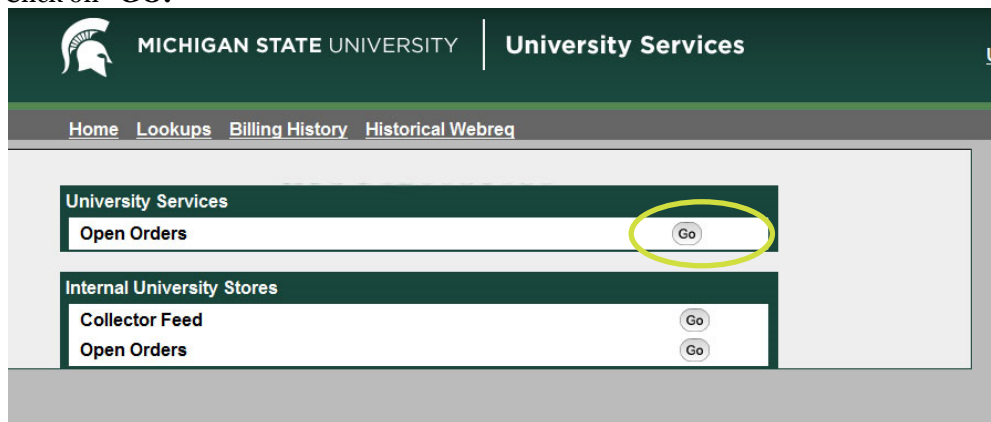 MICHIGAN STATE UNIVERSITY University Services
Home Lookups Billing History Historical Webreq
University Services
Open Orders Go
Internal University Stores
Collector Feed Go
Open Orders Go